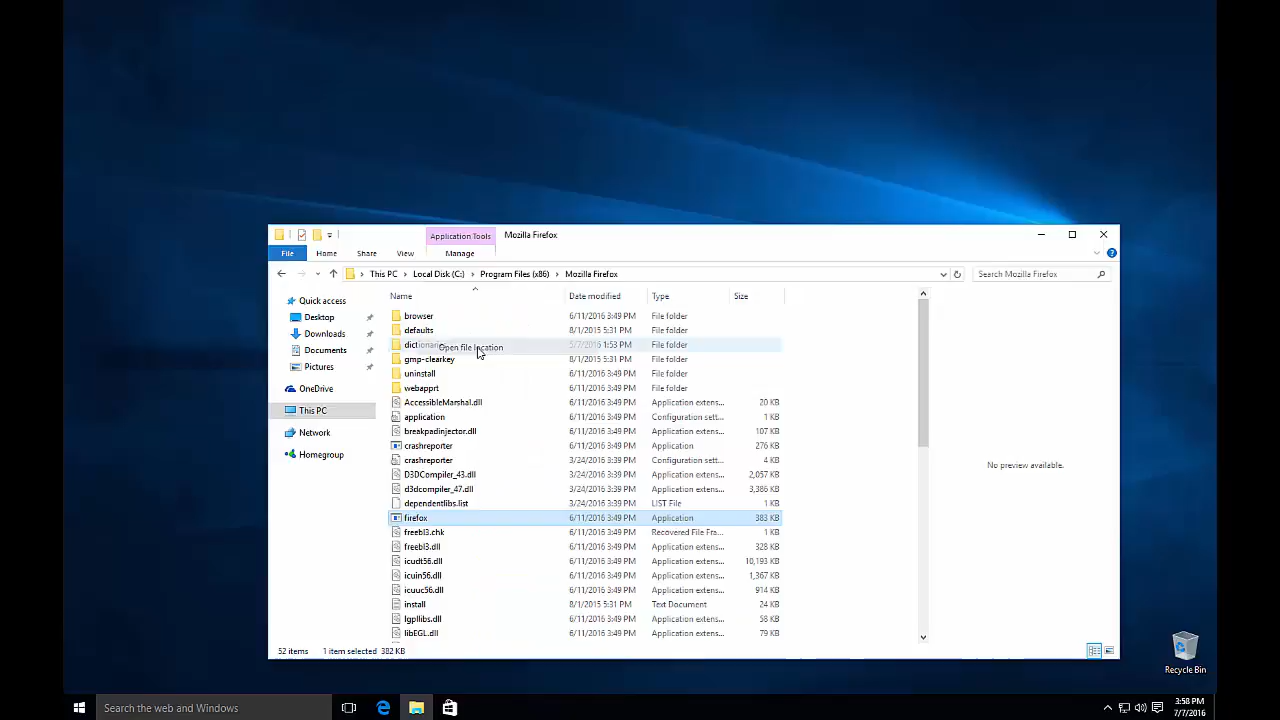 Application Tools Mozilla Firefox
File Home Share View Manage
This PC Local Disk (C:) Program Files (x86) Mozilla Firefox Search Mozilla Firefox
Quick access
Desktop
Downloads
Documents
Pictures
OneDrive
This PC
Network
Homegroup
Name Date modified Type Size
browser 6/11/2016 3:49 PM File folder
defaults 8/1/2015 5:31 PM File folder
5/7/2016 1:53 PM File folder
Open file location
gmp-clearkey 8/1/2015 5:31 PM File folder
uninstall 6/11/2016 3:49 PM File folder
webapprt 6/11/2016 3:49 PM File folder
AccessibleMarshal.dll 6/11/2016 3:49 PM Application extens... 20 KB
application 6/11/2016 3:49 PM Configuration sett... 1 KB
breakpadinjector.dll 6/11/2016 3:49 PM Application extens... 107 KB
crashreporter 6/11/2016 3:49 PM Application 276 KB
crashreporter 3/24/2016 3:39 PM Configuration sett... 4 KB
D3DCompiler_43.dll 3/24/2016 3:39 PM Application extens... 2,057 KB
d3dcompiler_47.dll 3/24/2016 3:39 PM Application extens... 3,386 KB
dependentlibs.list 3/24/2016 3:39 PM LIST File 1 KB
firefox 6/11/2016 3:49 PM Application 383 KB
freebl3.chk 6/11/2016 3:49 PM Recovered File Fra... 1 KB
freebl3.dll 6/11/2016 3:49 PM Application extens... 328 KB
icudt56.dll 6/11/2016 3:49 PM Application extens... 10,193 KB
icuin56.dll 6/11/2016 3:49 PM Application extens... 1,367 KB
icuuc56.dll 6/11/2016 3:49 PM Application extens... 914 KB
install 8/1/2015 5:31 PM Text Document 24 KB
lgpllibs.dll 6/11/2016 3:49 PM Application extens... 58 KB
libEGL.dll 6/11/2016 3:49 PM Application extens... 79 KB
No preview available.
52 items 1 item selected 382 KB
Recycle Bin
Search the web and Windows
3:58 PM
7/7/2016